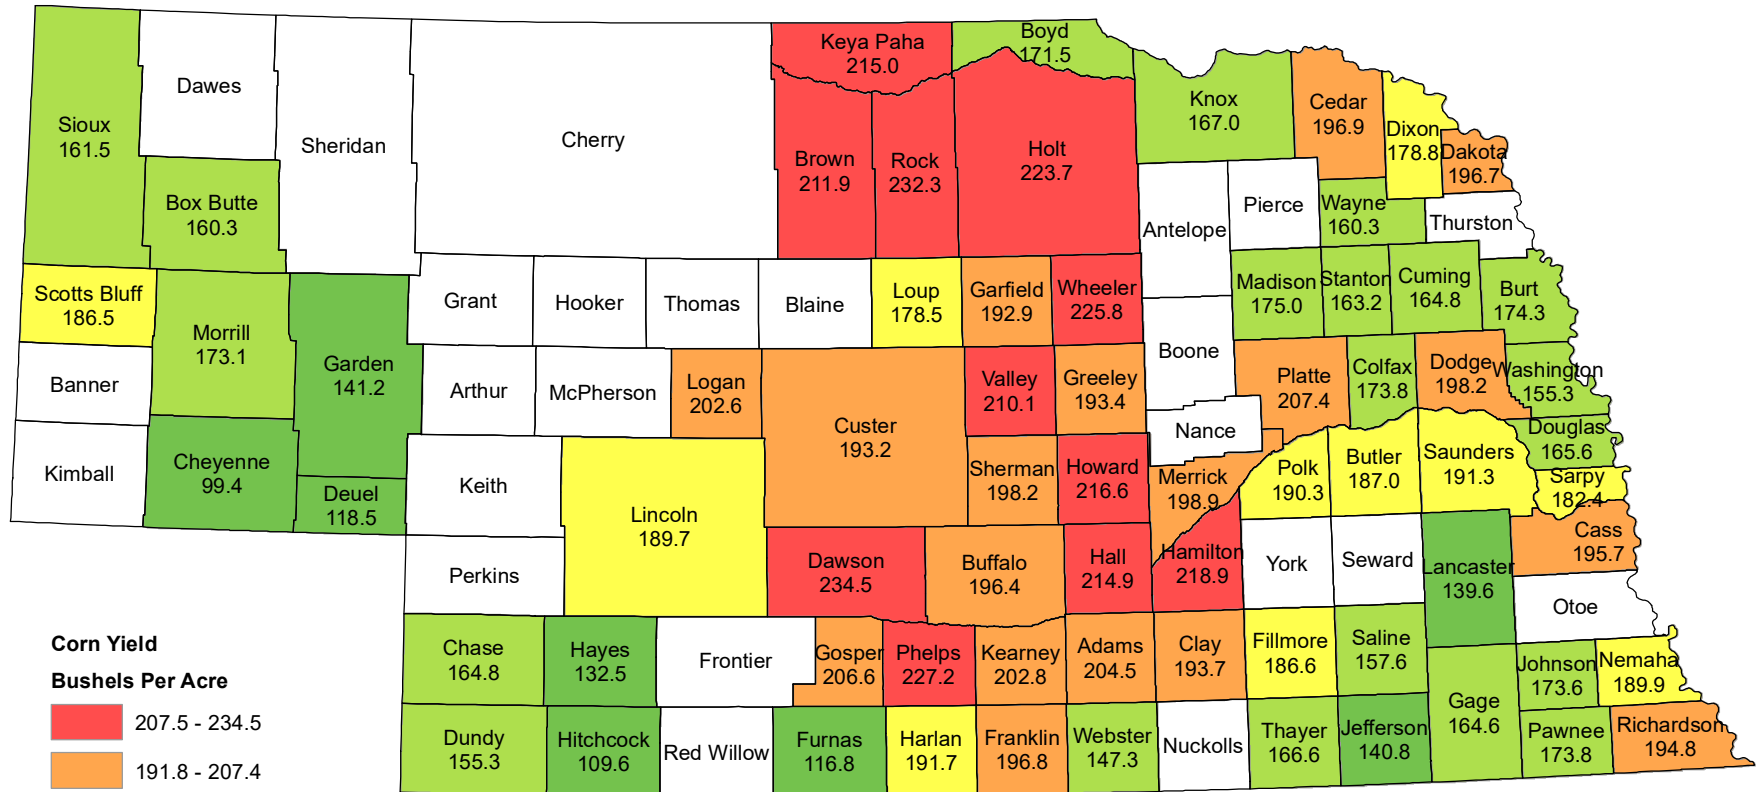 Keya Paha
215.0
Boyd
171.5
Dawes
Sioux
161.5
Sheridan
Cherry
Brown
211.9
Rock
232.3
Holt
223.7
Knox
167.0
Cedar
196.9
Dixon
178.8
Dakota
196.7
Box Butte
160.3
Antelope
Pierce
Wayne
160.3
Thurston
Scotts Bluff
186.5
Morrill
173.1
Garden
141.2
Grant
Hooker
Thomas
Blaine
Loup
178.5
Garfield
192.9
Wheeler
225.8
Madison
175.0
Stanton
163.2
Cuming
164.8
Burt
174.3
Banner
Arthur
McPherson
Logan
202.6
Custer
193.2
Valley
210.1
Greeley
193.4
Boone
Platte
207.4
Colfax
173.8
Dodge
198.2
Washington
155.3
Kimball
Cheyenne
99.4
Deuel
118.5
Keith
Lincoln
189.7
Sherman
198.2
Howard
216.6
Nance
Merrick
198.9
Polk
190.3
Butler
187.0
Saunders
191.3
Douglas
165.6
Sarpy
182.4
Cass
195.7
Perkins
Dawson
234.5
Buffalo
196.4
Hall
214.9
Hamilton
218.9
York
Seward
Lancaster
139.6
Otoe
Chase
164.8
Hayes
132.5
Frontier
Gosper
206.6
Phelps
227.2
Kearney
202.8
Adams
204.5
Clay
193.7
Fillmore
186.6
Saline
157.6
Gage
164.6
Johnson
173.6
Nemaha
189.9
Dundy
155.3
Hitchcock
109.6
Red Willow
Furnas
116.8
Harlan
191.7
Franklin
196.8
Webster
147.3
Nuckolls
Thayer
166.6
Jefferson
140.8
Pawnee
173.8
Richardson
194.8
Corn Yield
Bushels Per Acre
207.5 - 234.5
191.8 - 207.4